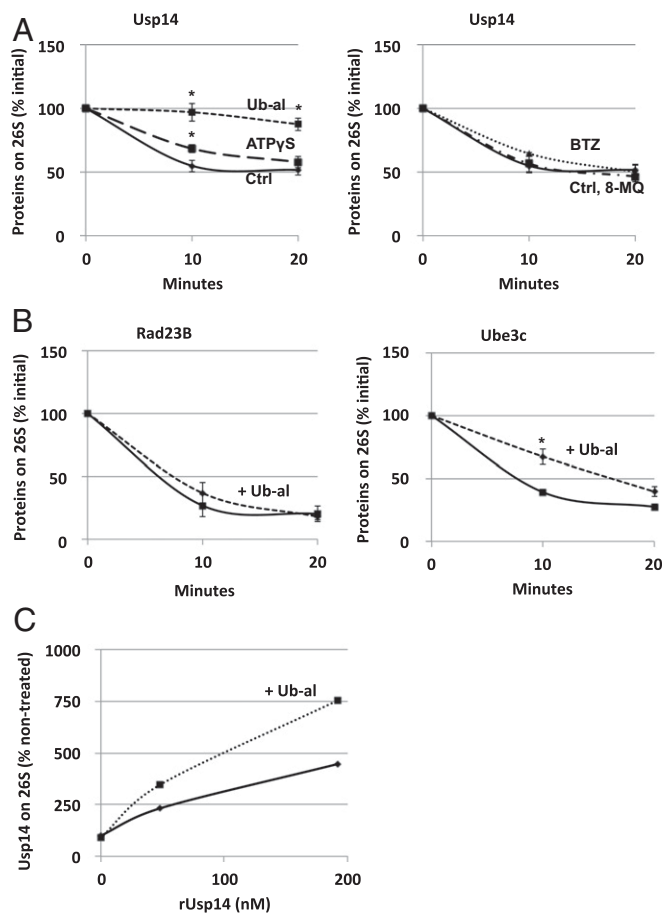 A
Usp14
Usp14
Proteins on 26S (% initial)
150
100
50
0
* *
Ub-al
*
ATPγS
Ctrl
0 10 20
Minutes
Proteins on 26S (% initial)
150
100
50
0
BTZ
Ctrl, 8-MQ
0 10 20
Minutes
B
Rad23B
Ube3c
Proteins on 26S (% initial)
150
100
50
0
+ Ub-al
0 10 20
Minutes
Proteins on 26S (% initial)
150
100
50
0
*
+ Ub-al
0 10 20
Minutes
C
Usp14 on 26S (% non-treated)
1000
750
500
250
0
+ Ub-al
0 100 200
rUsp14 (nM)